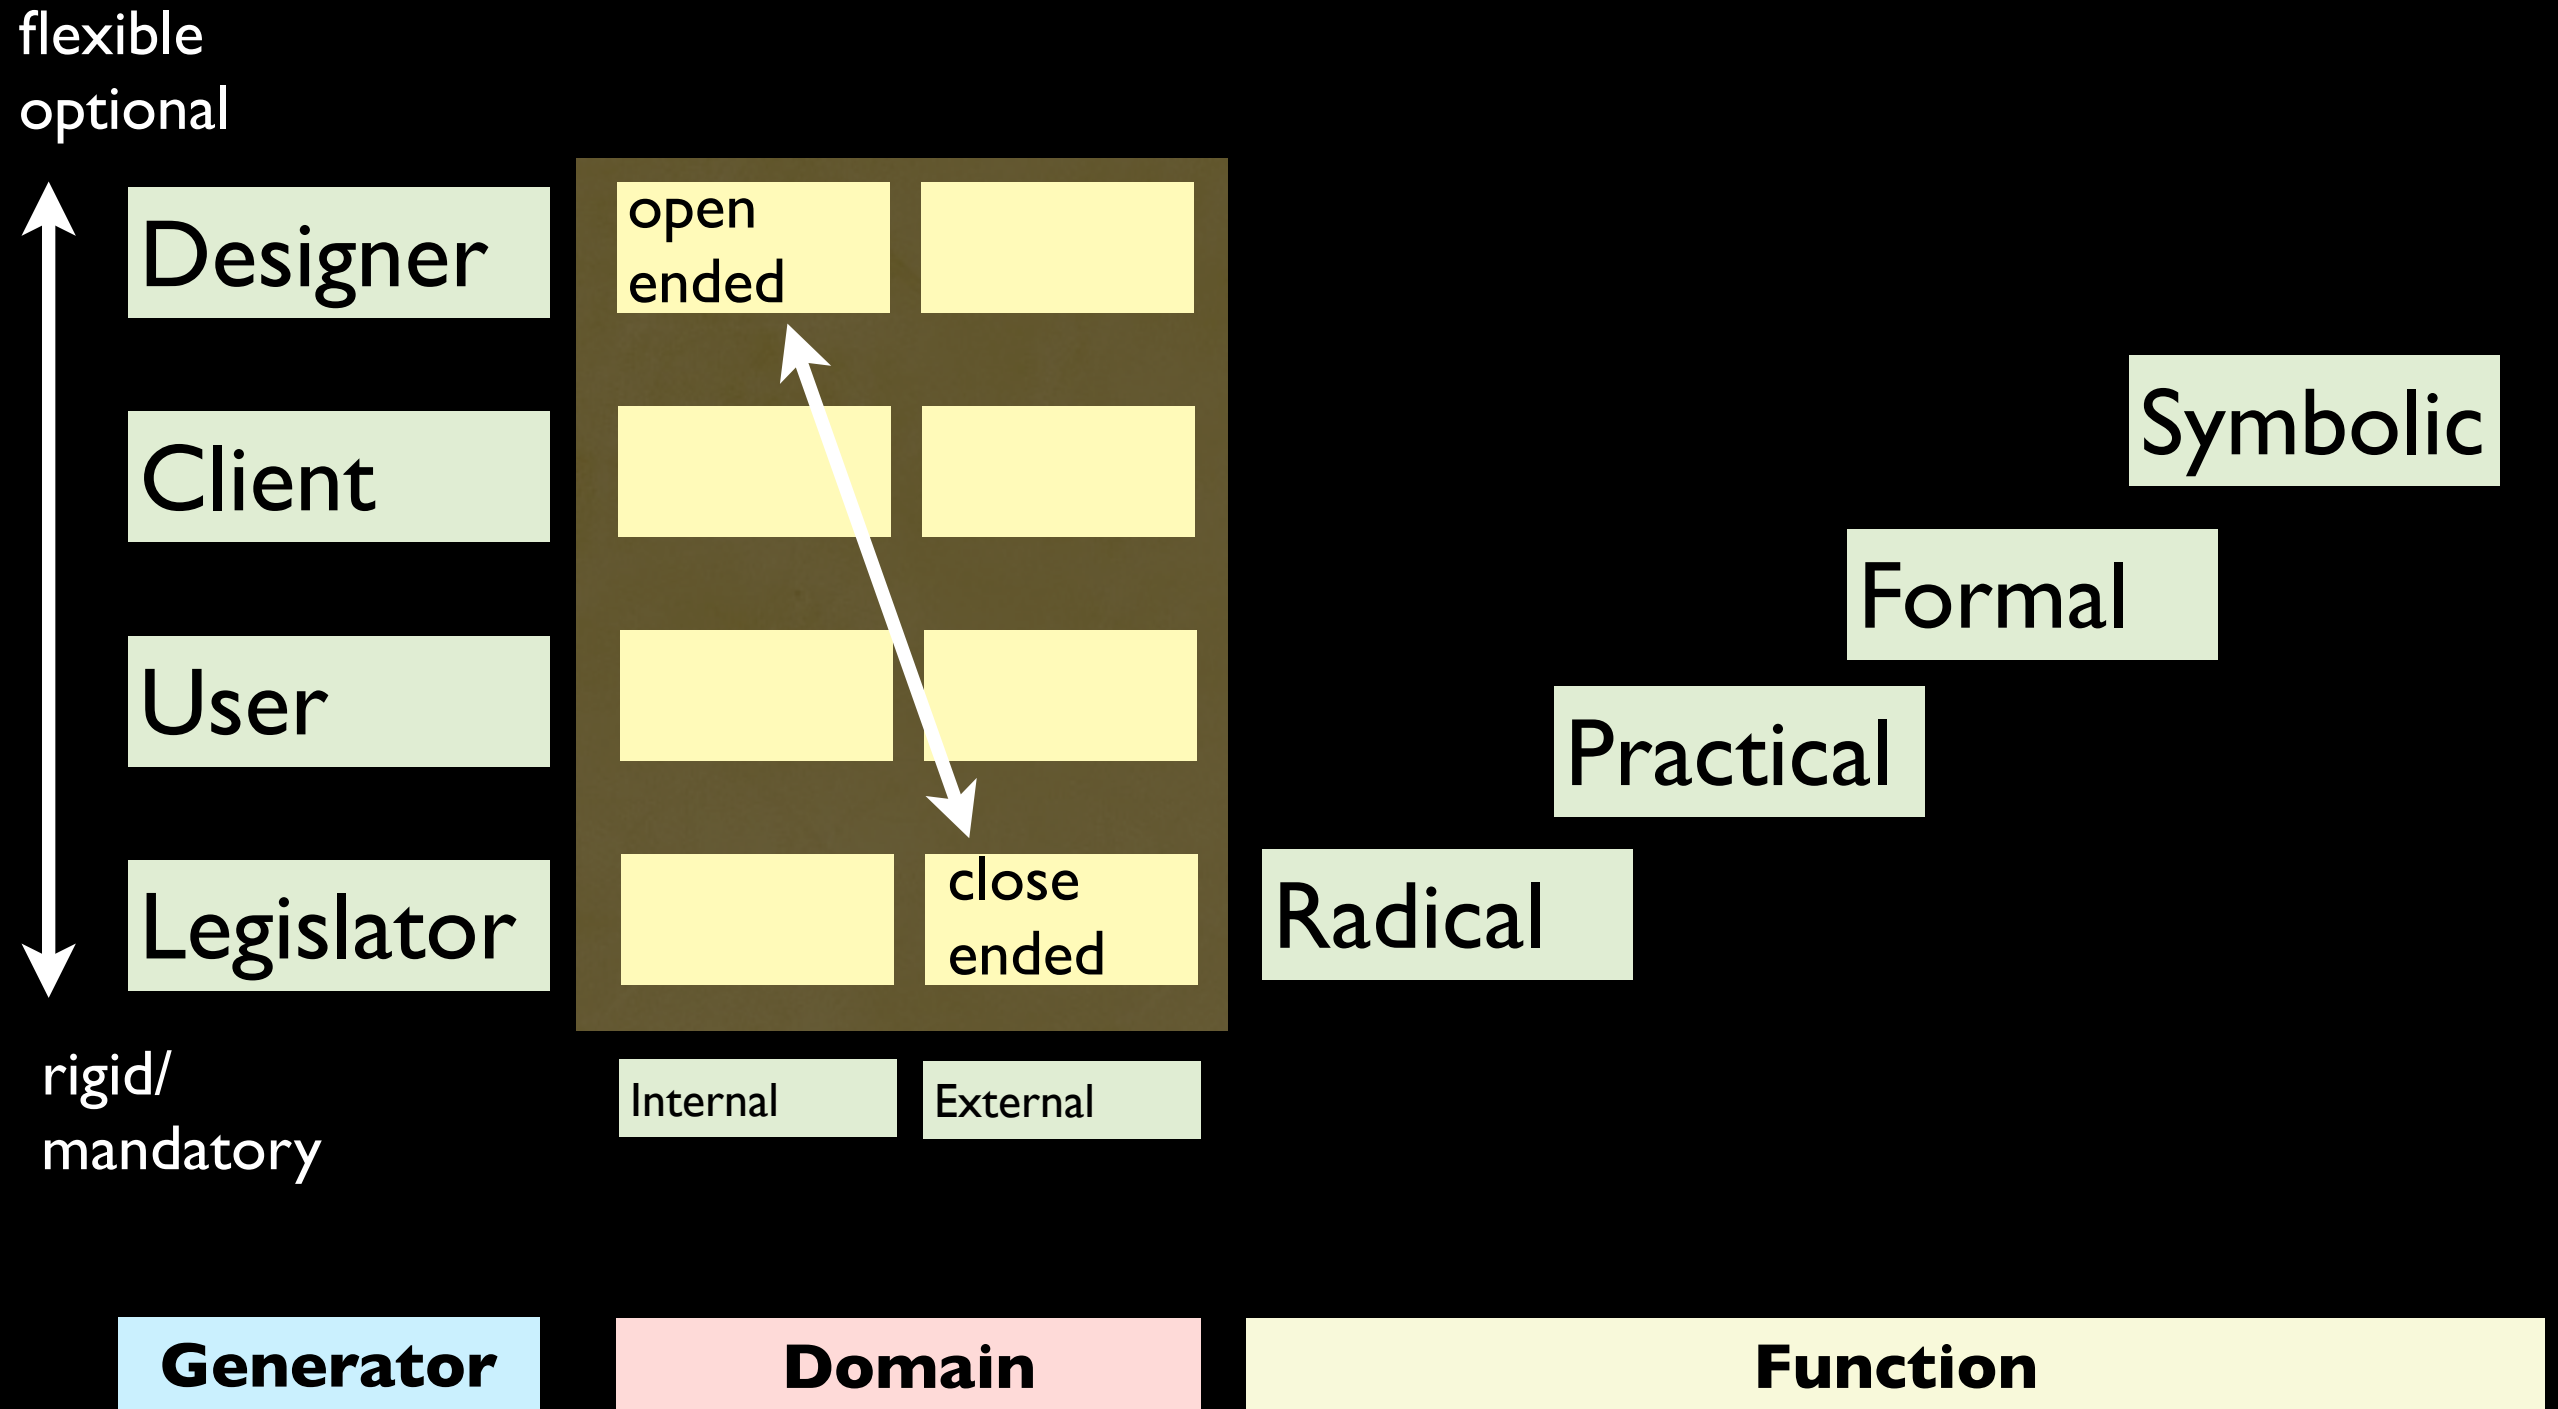 flexible
optional
Designer
open
ended
Client
Symbolic
Formal
User
Practical
Legislator
close
ended
Radical
rigid/
mandatory
Internal
External
Generator
Domain
Function